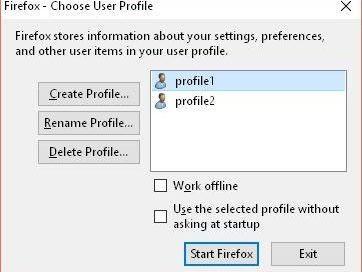 Firefox - Choose User Profile
Firefox stores information about your settings, preferences,
and other user items in your user profile.
Create Profile...
Rename Profile...
Delete Profile...
profile1
profile2
Work offline
Use the selected profile without
asking at startup
Start Firefox
Exit